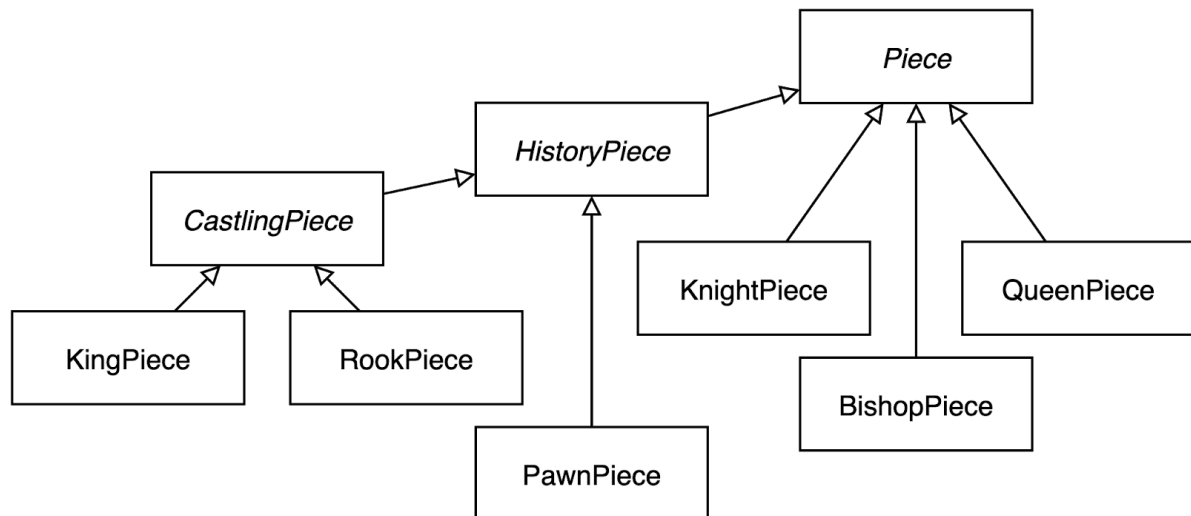 Piece
HistoryPiece
CastlingPiece
KnightPiece
QueenPiece
KingPiece
RookPiece
BishopPiece
PawnPiece